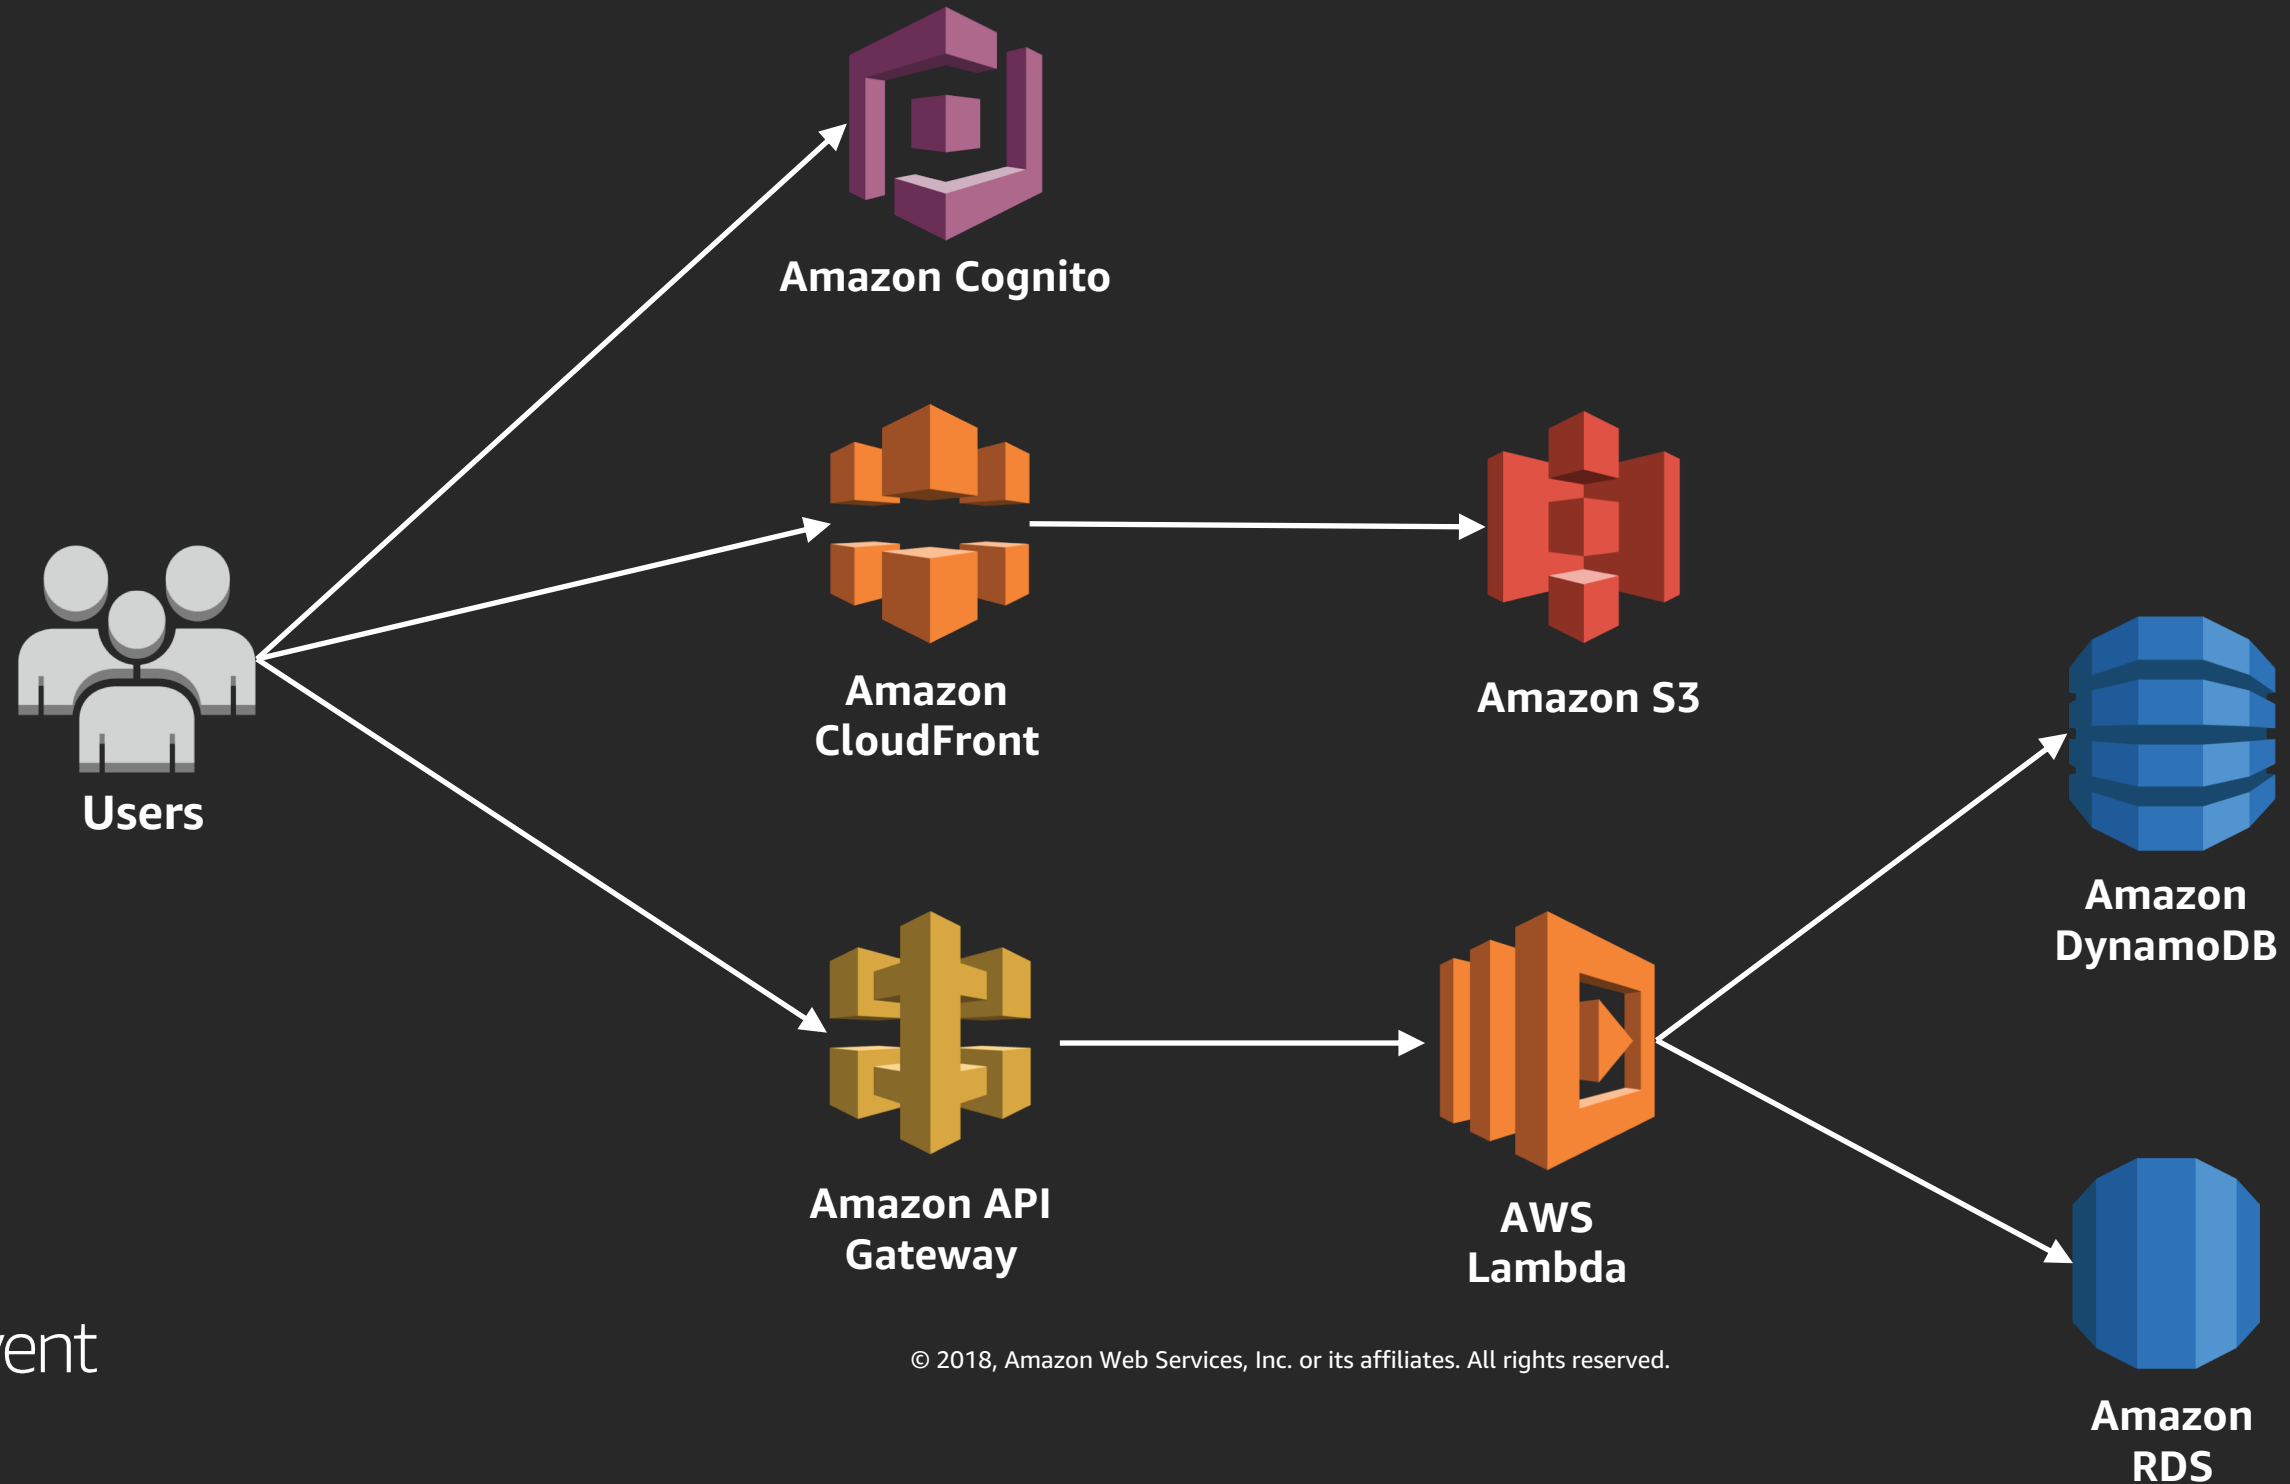 Amazon Cognito
Amazon
CloudFront
Amazon S3
Users
Amazon
DynamoDB
Amazon API
Gateway
AWS
Lambda
Amazon
RDS
vent
© 2018, Amazon Web Services, Inc. or its affiliates. All rights reserved.